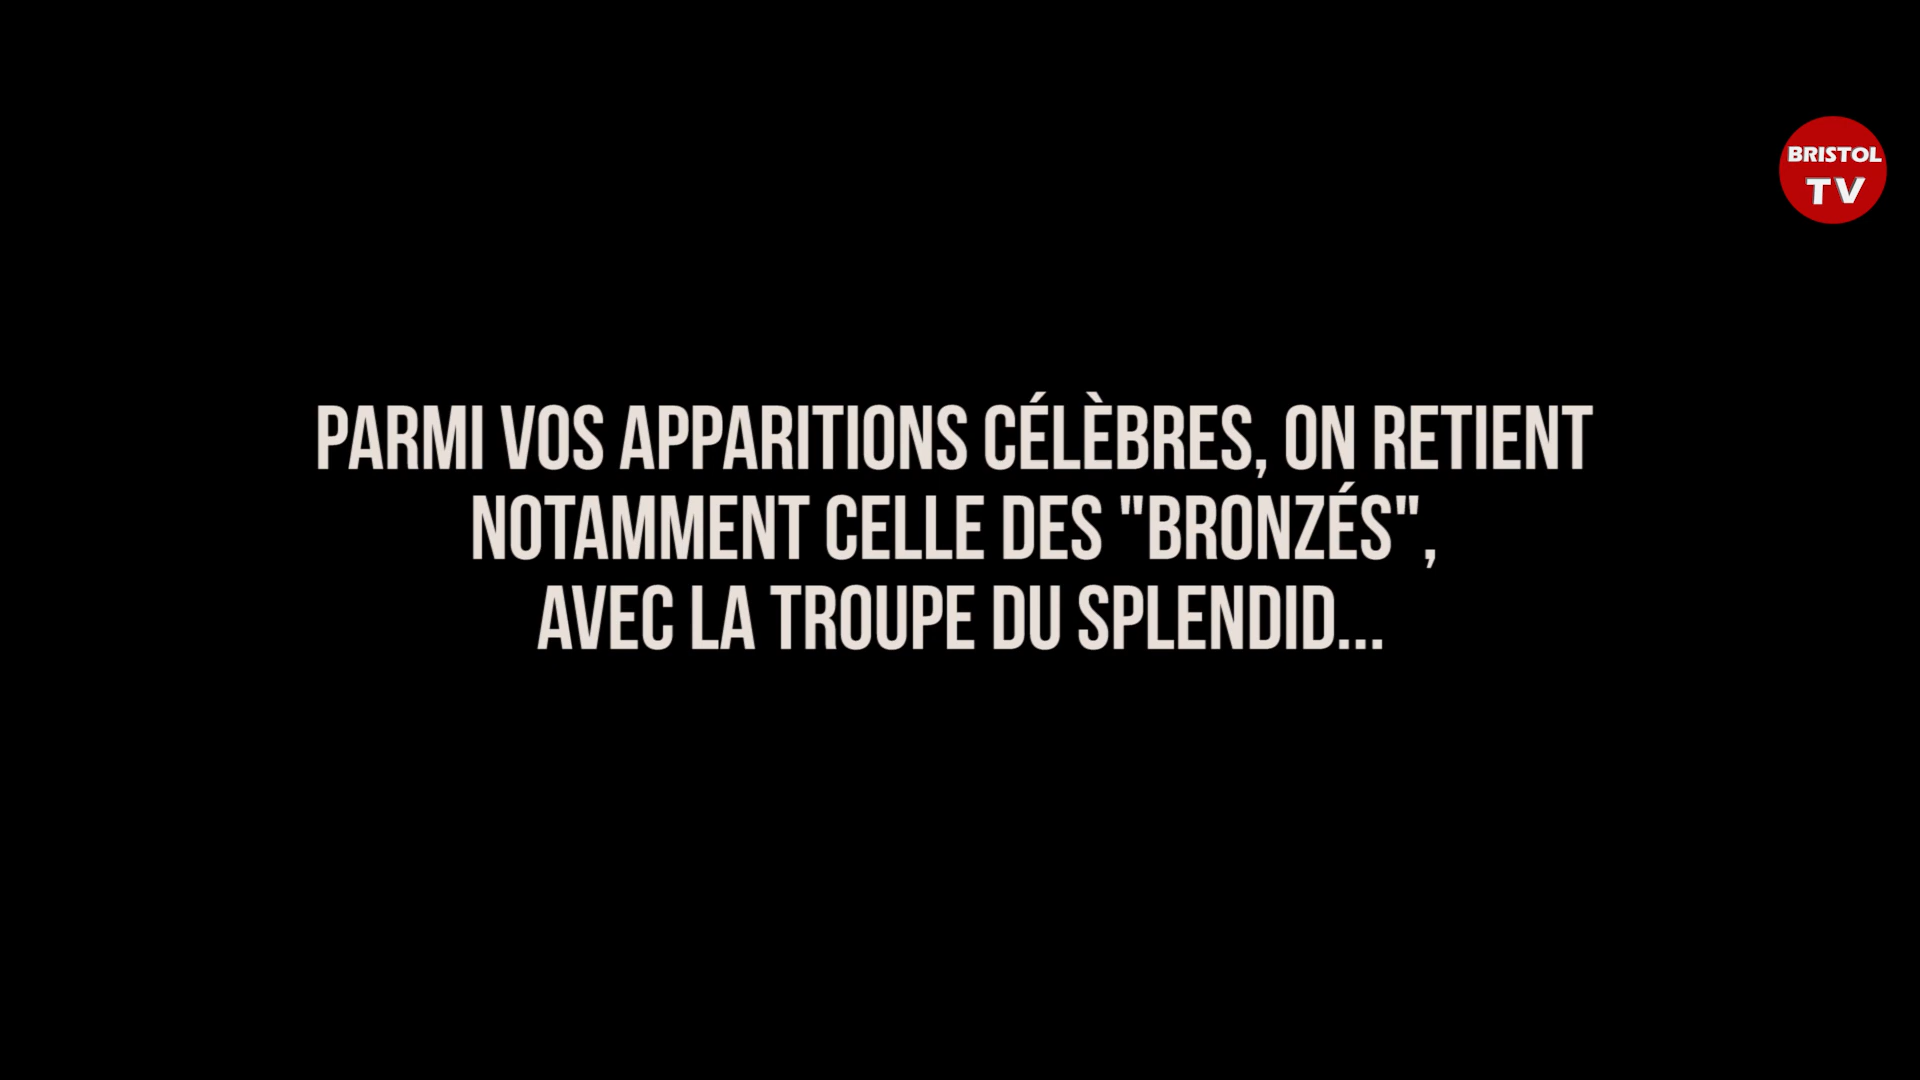 BRISTOL
TV
PARMI VOS APPARITIONS CÉLÈBRES, ON RETIENT
NOTAMMENT CELLE DES "BRONZÉS",
AVEC LA TROUPE DU SPLENDID...